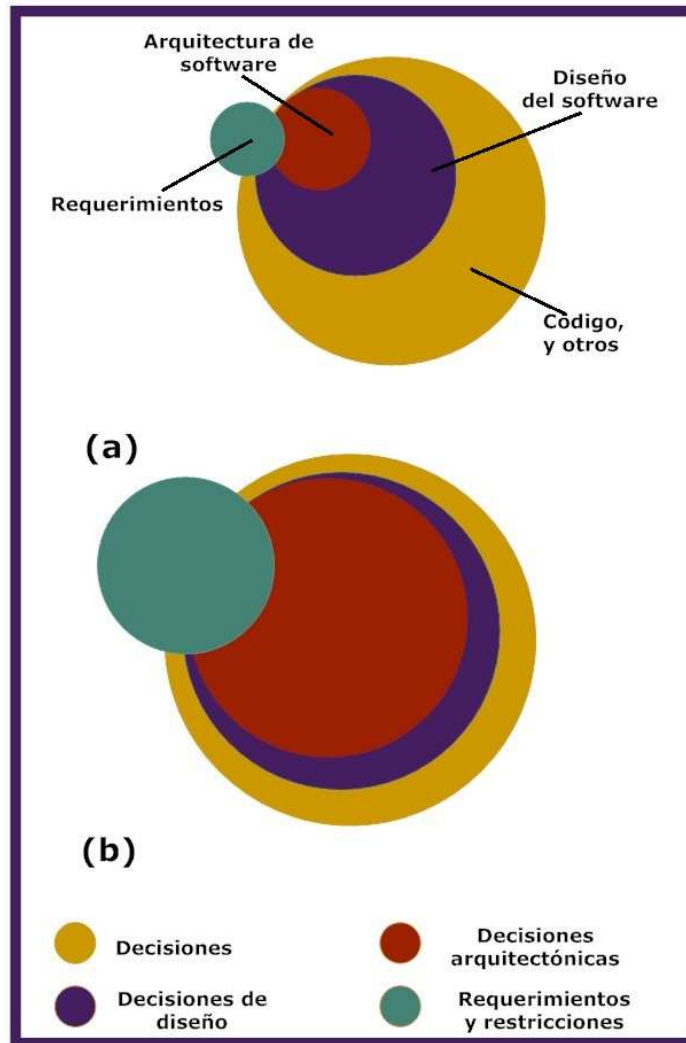 Arquitectura de
software
Diseño
del software
Requerimientos
Código,
y otros
(a)
(b)
Decisiones
Decisiones
arquitectónicas
Decisiones de
diseño
Requerimientos
y restricciones